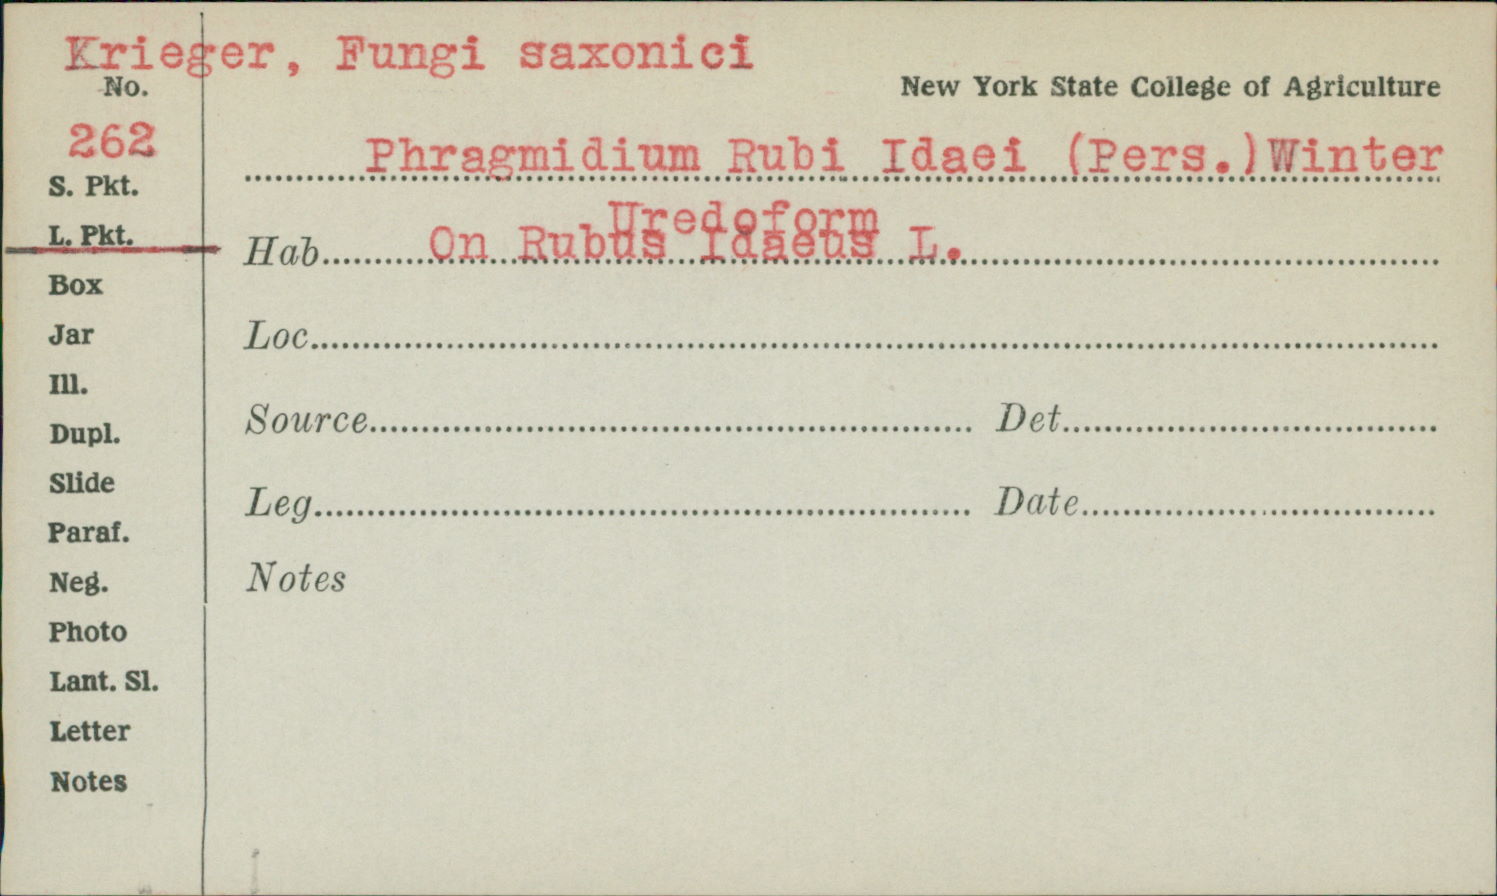 Krieger, Fungi saxonici
No.
New York State College of Agriculture
262
Phragmidium Rubi Idaei (Pers.)Winter
S. Pkt.
Uredoform
L. Pkt.
Hab. On Rubus Idaeus L.
Box
Jar
Loc.
Ill.
Source Det.
Dupl.
Slide
Leg. Date
Paraf.
Neg.
Notes
Photo
Lant. Sl.
Letter
Notes